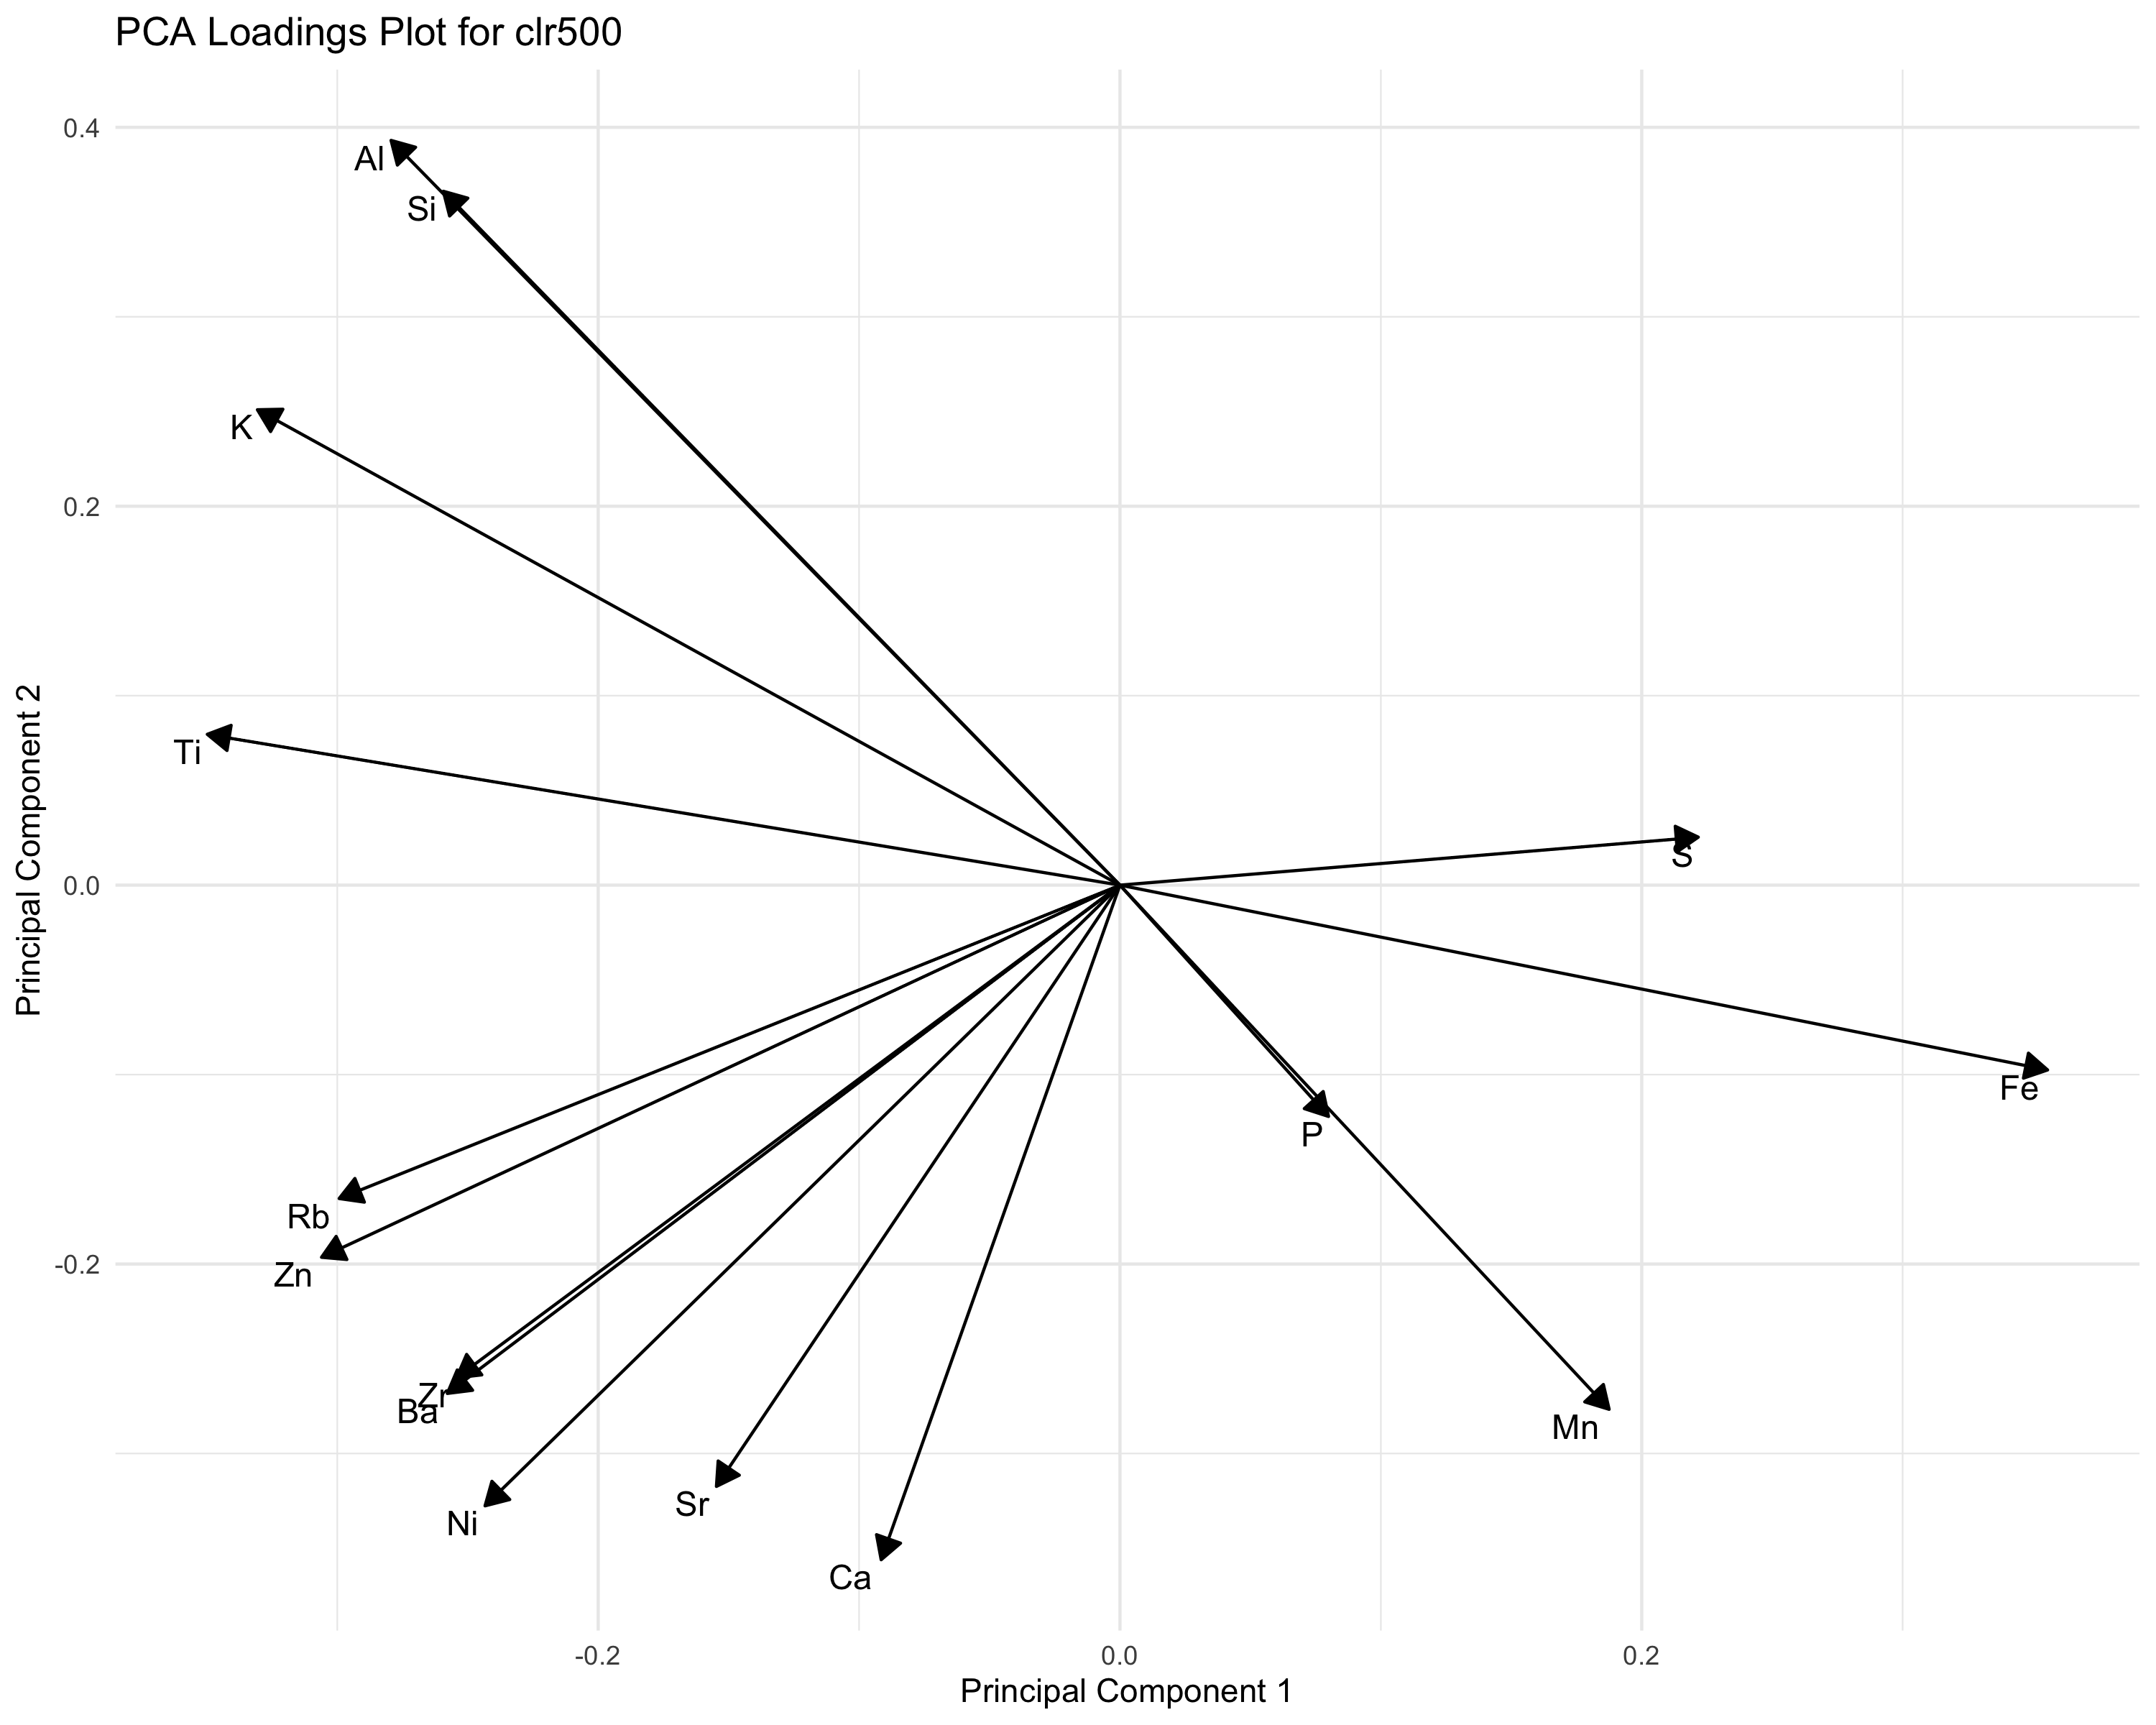 PCA Loadings Plot for clr500
0.4
Al
Si
K
0.2
Ti
S
0.0
Fe
P
Rb
-0.2
Zn
Zr
Ba
Mn
Sr
Ni
Ca
-0.2
0.0
0.2
Principal Component 1
Principal Component 2